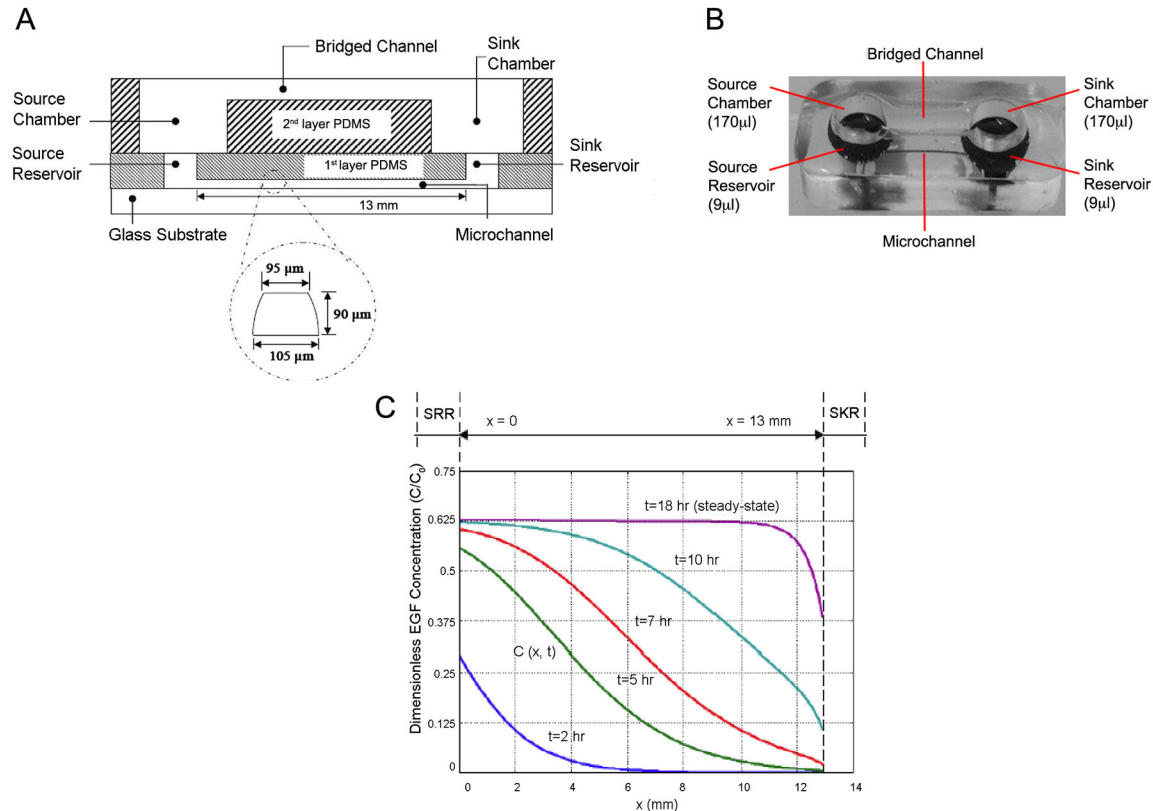 A
Bridged Channel
Sink
Chamber
Source
Chamber
2nd layer PDMS
Source
Reservoir
1st layer PDMS
Sink
Reservoir
13 mm
Glass Substrate
Microchannel
95 µm
90 µm
105 µm
B
Bridged Channel
Source
Chamber
(170µl)
Sink
Chamber
(170µl)
Source
Reservoir
(9µl)
Sink
Reservoir
(9µl)
Microchannel
C
SRR
x = 0
x = 13 mm
SKR
Dimensionless EGF Concentration (C/C0)
0.75
0.625
0.5
0.375
0.25
0.125
0
t=18 hr (steady-state)
t=10 hr
t=7 hr
C (x, t)
t=5 hr
t=2 hr
0 2 4 6 8 10 12 14
x (mm)